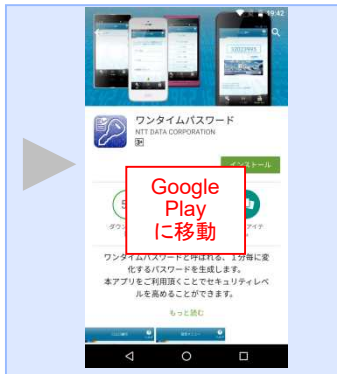 19:42
32023995
ワンタイムパスワード
NTT DATA CORPORATION
3+
インストール
Google
Play
に移動
ワンタイムパスワードと呼ばれる、1分毎に変
化するパスワードを生成します。
本アプリをご利用頂くことでセキュリティレベ
ルを高めることができます。
もっと読む